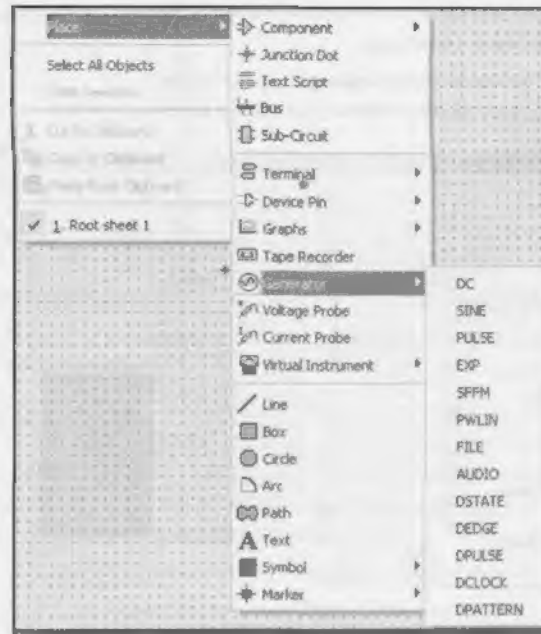 Place
Select All Objects
1. Root sheet 1
Component
Junction Dot
Text Script
Bus
Sub-Circuit
Terminal
Device Pin
Graphs
Tape Recorder
Generator
Voltage Probe
Current Probe
Virtual Instrument
Line
Box
Circle
Arc
Path
Text
Symbol
Marker
DC
SINE
PULSE
EXP
SFFM
PWLIN
FILE
AUDIO
DSTATE
DEDGE
DPULSE
DCLOCK
DPATTERN